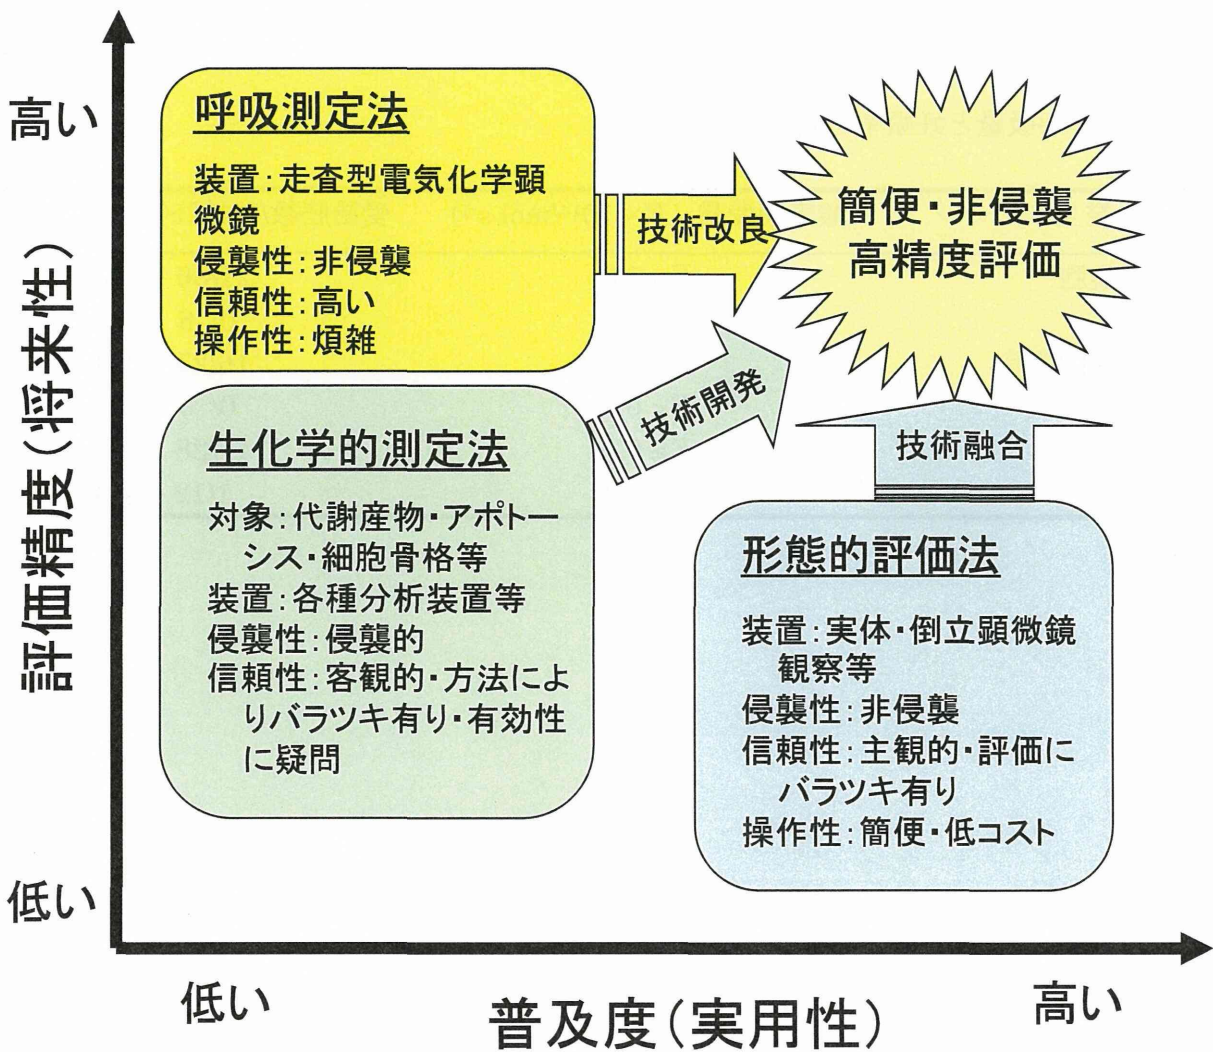 高い
評価精度(将来性)
低い
呼吸測定法
装置:走査型電気化学顕
微鏡
侵襲性:非侵襲
信頼性:高い
操作性:煩雑
技術改良
簡便・非侵襲
高精度評価
生化学的測定法
対象:代謝産物・アポトー
シス・細胞骨格等
装置:各種分析装置等
侵襲性:侵襲的
信頼性:客観的・方法によ
りバラツキ有り・有効性
に疑問
技術開発
技術融合
形態的評価法
装置:実体・倒立顕微鏡
観察等
侵襲性:非侵襲
信頼性:主観的・評価に
バラツキ有り
操作性:簡便・低コスト
低い
普及度(実用性)
高い